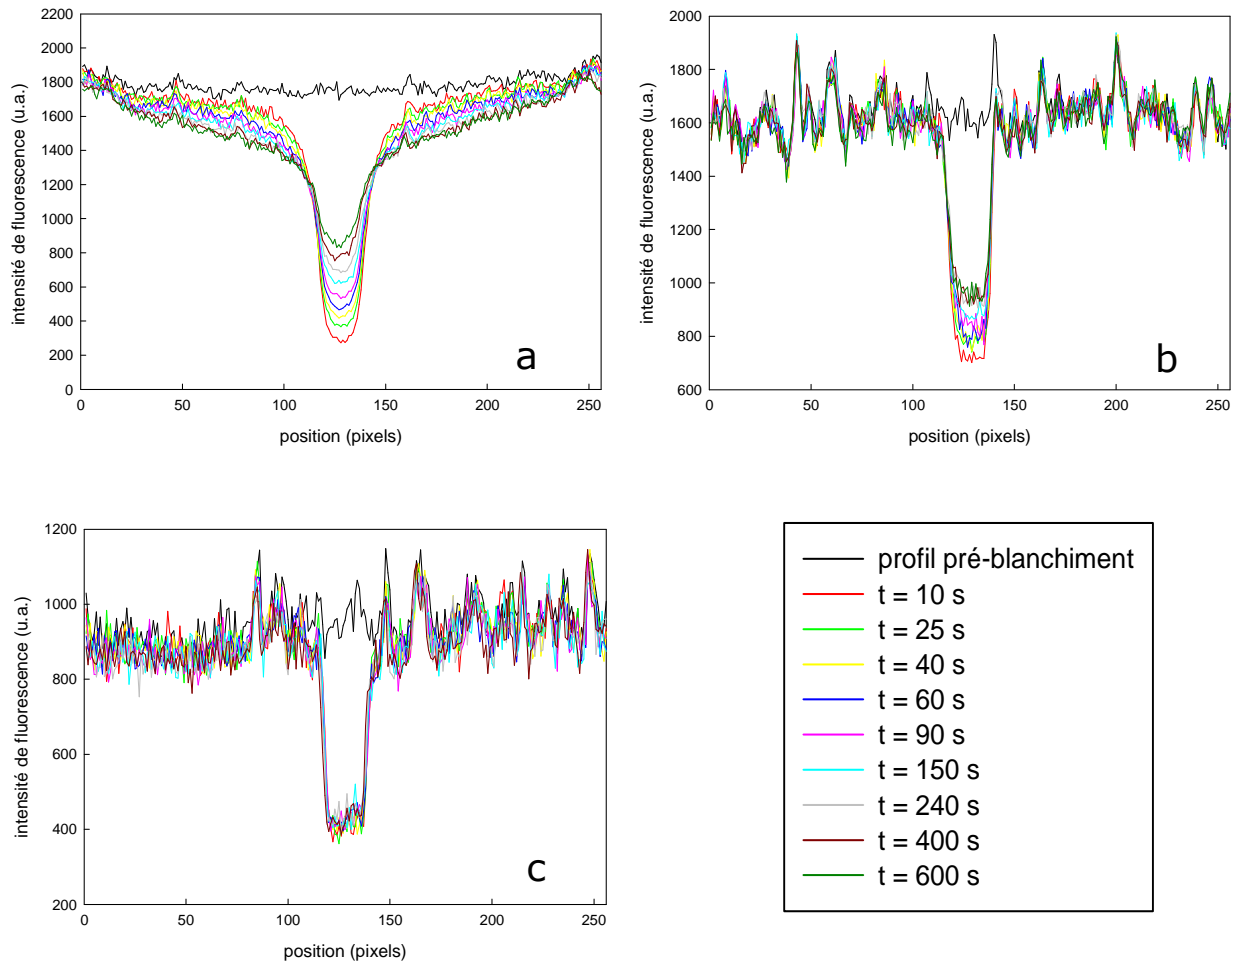 2200
2000
1800
1600
1400
1200
1000
800
600
400
200
0
intensité de fluorescence (u.a.)
0 50 100 150 200 250
position (pixels)
a
2000
1800
1600
1400
1200
1000
800
600
intensité de fluorescence (u.a.)
0 50 100 150 200 250
position (pixels)
b
1200
1000
800
600
400
200
intensité de fluorescence (u.a.)
0 50 100 150 200 250
position (pixels)
c
profil pré-blanchiment
t = 10 s
t = 25 s
t = 40 s
t = 60 s
t = 90 s
t = 150 s
t = 240 s
t = 400 s
t = 600 s